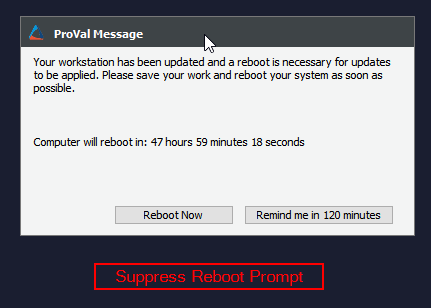 ProVal Message
Your workstation has been updated and a reboot is necessary for updates
to be applied. Please save your work and reboot your system as soon as
possible.
Computer will reboot in: 47 hours 59 minutes 18 seconds
Reboot Now
Remind me in 120 minutes
Suppress Reboot Prompt